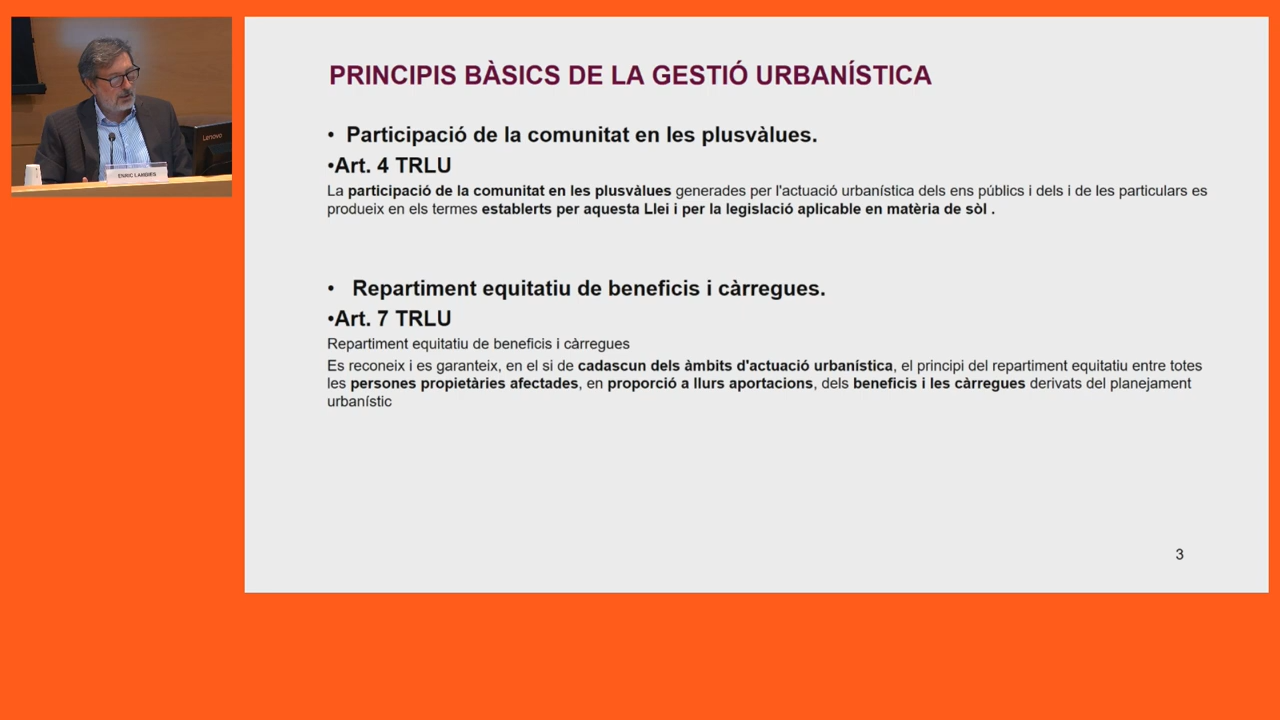 Lenovo
ENRIC LAMBIES
PRINCIPIS BÀSICS DE LA GESTIÓ URBANÍSTICA
• Participació de la comunitat en les plusvàlues.
•Art. 4 TRLU
La participació de la comunitat en les plusvàlues generades per l'actuació urbanística dels ens públics i dels i de les particulars es
produeix en els termes establerts per aquesta Llei i per la legislació aplicable en matèria de sòl .
• Repartiment equitatiu de beneficis i càrregues.
•Art. 7 TRLU
Repartiment equitatiu de beneficis i càrregues
Es reconeix i es garanteix, en el si de cadascun dels àmbits d'actuació urbanística, el principi del repartiment equitatiu entre totes
les persones propietàries afectades, en proporció a llurs aportacions, dels beneficis i les càrregues derivats del planejament
urbanístic
3